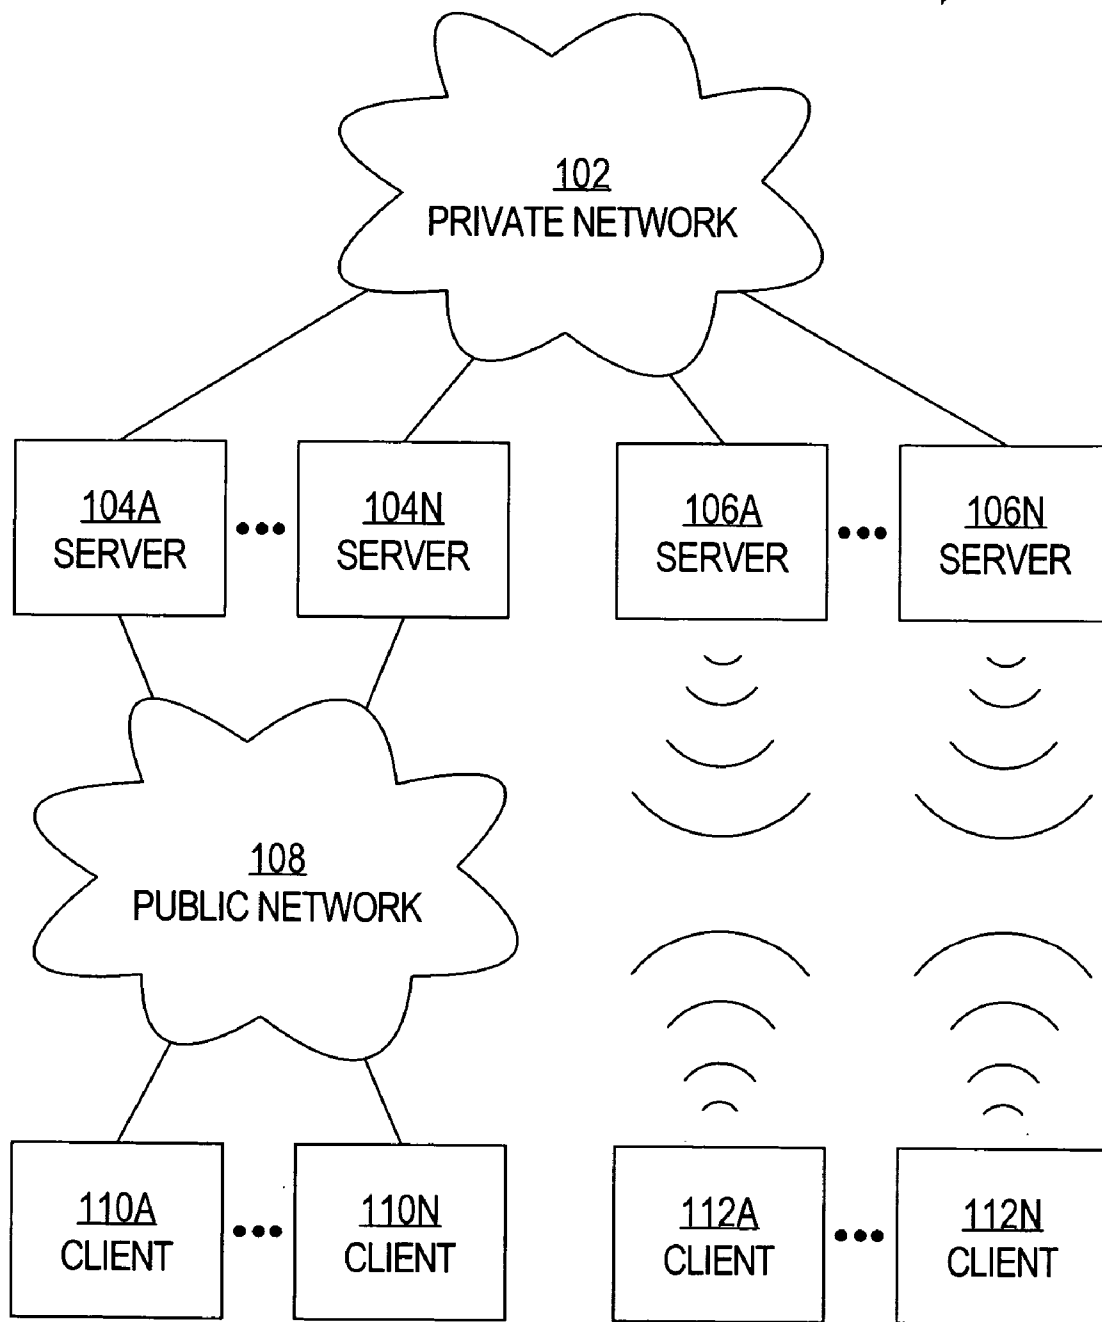 102
PRIVATE NETWORK
104A
SERVER
104N
SERVER
106A
SERVER
106N
SERVER
108
PUBLIC NETWORK
110A
CLIENT
110N
CLIENT
112A
CLIENT
112N
CLIENT